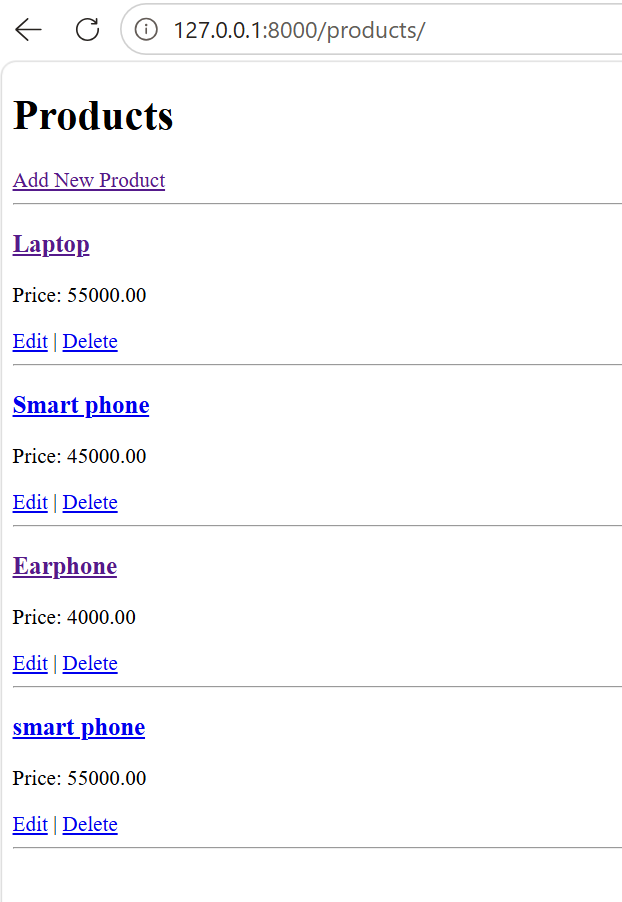 127.0.0.1:8000/products/
Products
Add New Product
Laptop
Price: 55000.00
Edit | Delete
Smart phone
Price: 45000.00
Edit | Delete
Earphone
Price: 4000.00
Edit | Delete
smart phone
Price: 55000.00
Edit | Delete